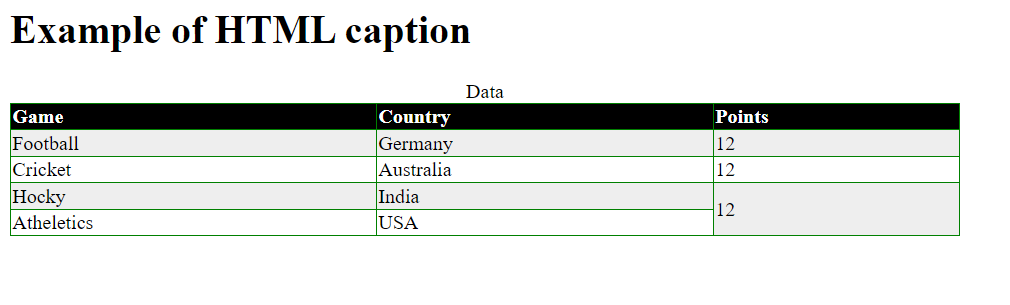 Example of HTML caption
Data
Game Country Points
Football Germany 12
Cricket Australia 12
Hocky India 12
Atheletics USA